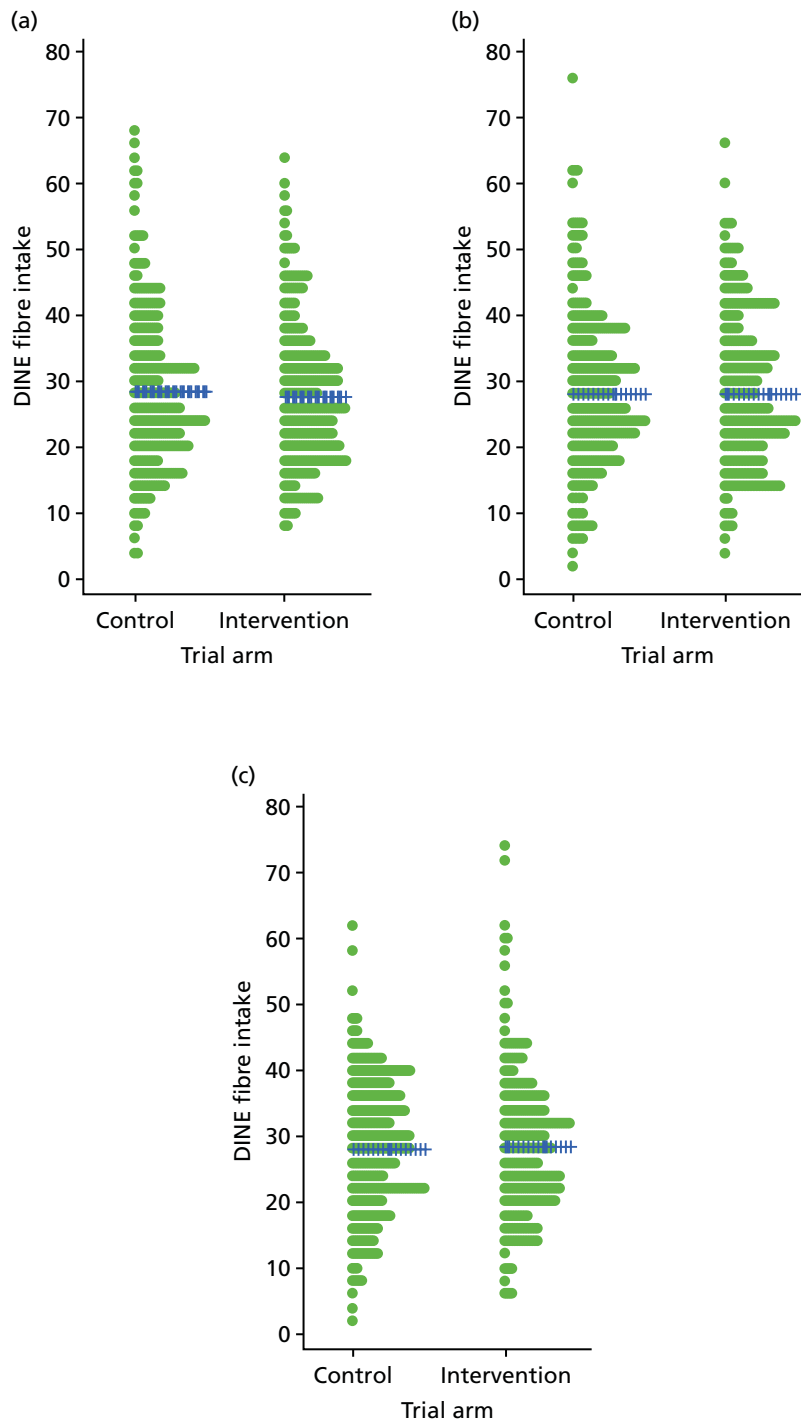 (a)
80
70
60
50
40
30
20
10
0
DINE fibre intake
Control Intervention
Trial arm
(b)
80
70
60
50
40
30
20
10
0
DINE fibre intake
Control Intervention
Trial arm
(c)
80
70
60
50
40
30
20
10
0
DINE fibre intake
Control Intervention
Trial arm